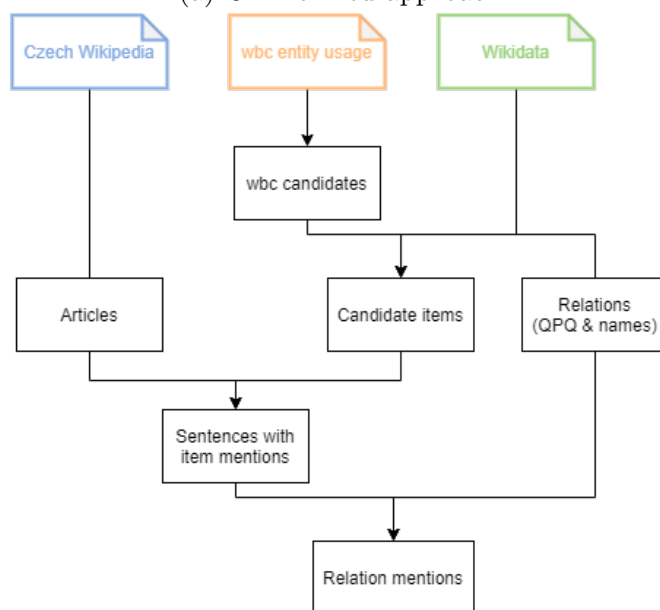 Czech Wikipedia
wbc entity usage
Wikidata
wbc candidates
Articles
Candidate items
Relations
(QPQ & names)
Sentences with
item mentions
Relation mentions